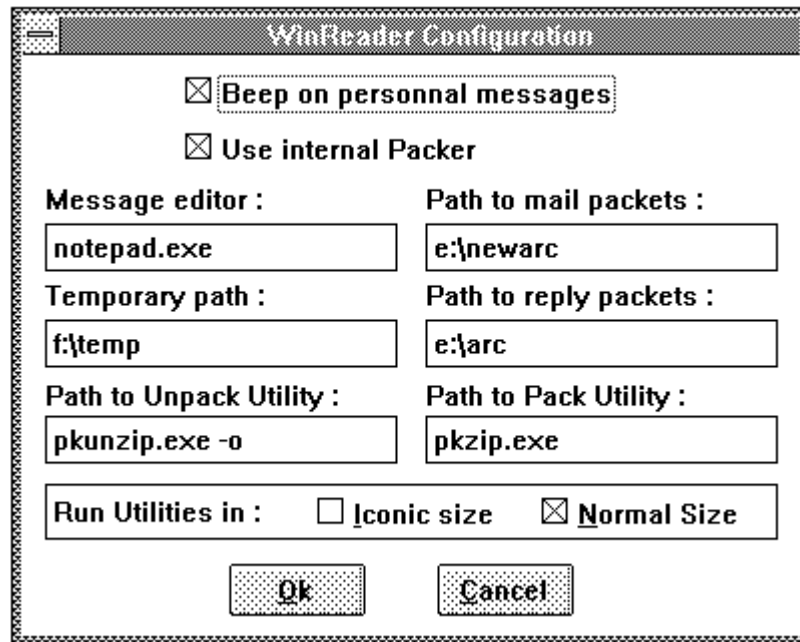 WinReader Configuration
Beep on personnal messages
Use internal Packer
Message editor : Path to mail packets :
notepad.exe e:\newarc
Temporary path : Path to reply packets :
f:\temp e:\arc
Path to Unpack Utility : Path to Pack Utility :
pkunzip.exe -o pkzip.exe
Run Utilities in : Iconic size Normal Size
Ok Cancel